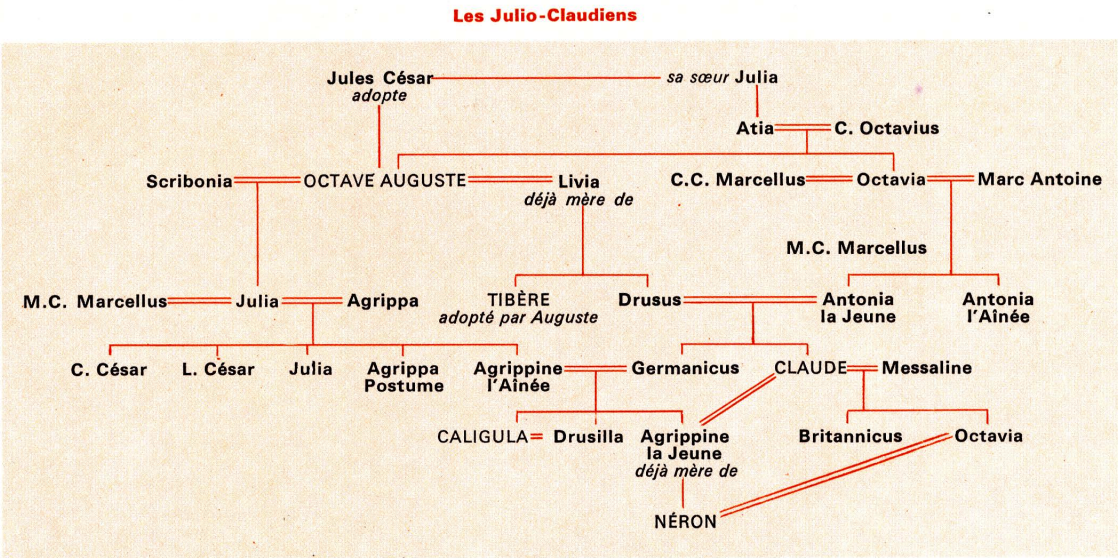 Les Julio-Claudiens
Jules César
adopte
sa sœur Julia
Atia
C. Octavius
Scribonia
OCTAVE AUGUSTE
Livia
déjà mère de
C.C. Marcellus
Octavia
Marc Antoine
M.C. Marcellus
M.C. Marcellus
Julia
Agrippa
TIBÈRE
adopté par Auguste
Drusus
Antonia
la Jeune
Antonia
l'Aînée
C. César
L. César
Julia
Agrippa
Postume
Agrippine
l'Aînée
Germanicus
CLAUDE
Messaline
CALIGULA
Drusilla
Agrippine
la Jeune
déjà mère de
Britannicus
Octavia
NÉRON